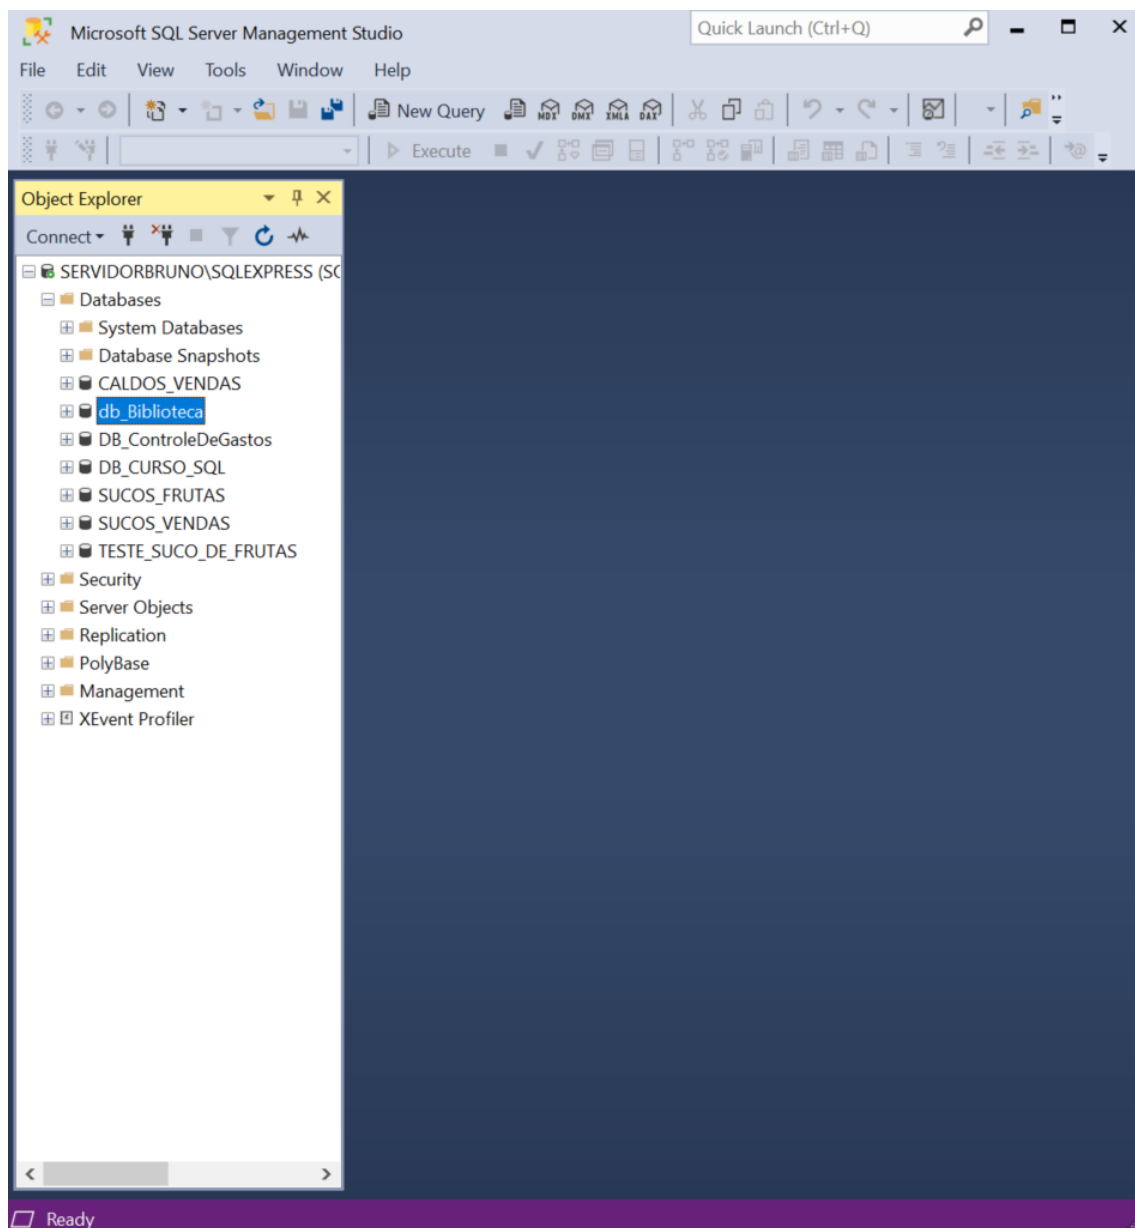 Microsoft SQL Server Management Studio
Quick Launch (Ctrl+Q)
File Edit View Tools Window Help
New Query MDX DMX XMLA DAX
Execute
Object Explorer
Connect
SERVIDORBRUNO\SQLEXPRESS (SQ
Databases
System Databases
Database Snapshots
CALDOS_VENDAS
db_Biblioteca
DB_ControleDeGastos
DB_CURSO_SQL
SUCOS_FRUTAS
SUCOS_VENDAS
TESTE_SUCO_DE_FRUTAS
Security
Server Objects
Replication
PolyBase
Management
XEvent Profiler
Ready